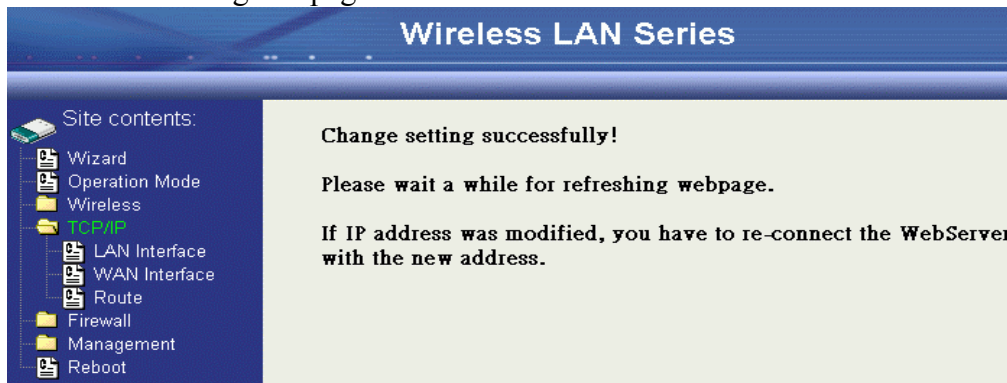 Wireless LAN Series
Site contents:
Wizard
Operation Mode
Wireless
TCP/IP
LAN Interface
WAN Interface
Route
Firewall
Management
Reboot
Change setting successfully!
Please wait a while for refreshing webpage.
If IP address was modified, you have to re-connect the WebServer
with the new address.